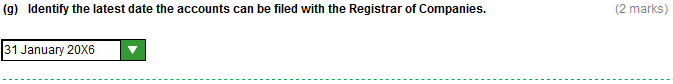 (g) Identify the latest date the accounts can be filed with the Registrar of Companies. (2 marks)
31 January 20X6